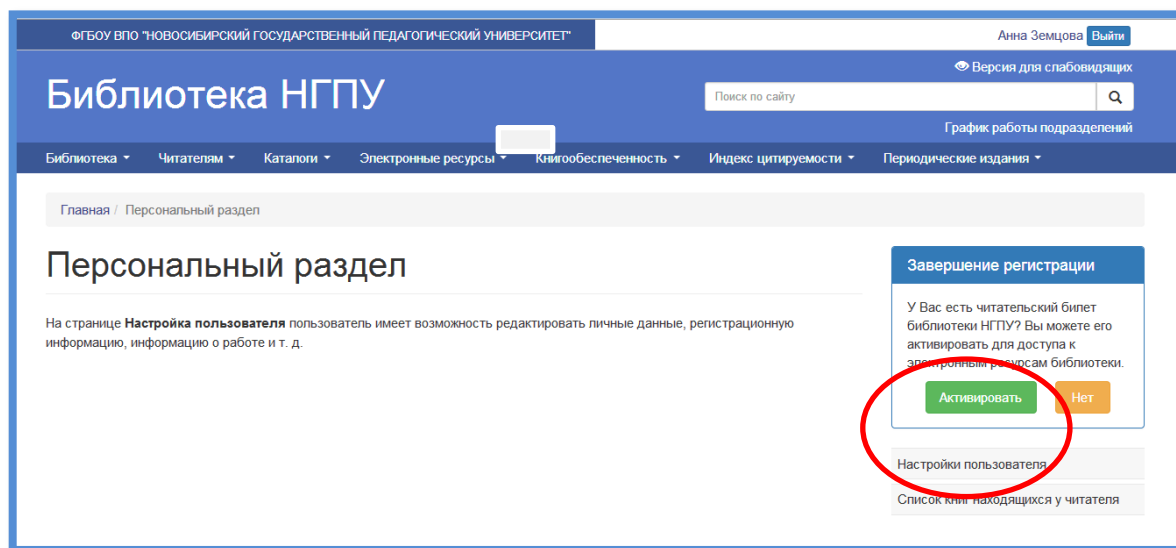 ФГБОУ ВПО "НОВОСИБИРСКИЙ ГОСУДАРСТВЕННЫЙ ПЕДАГОГИЧЕСКИЙ УНИВЕРСИТЕТ"
Анна Земцова Выйти
Версия для слабовидящих
Библиотека НГПУ
Поиск по сайту
График работы подразделений
Библиотека Читателям Каталоги Электронные ресурсы Книгообеспеченность Индекс цитируемости Периодические издания
Главная / Персональный раздел
Персональный раздел
На странице Настройка пользователя пользователь имеет возможность редактировать личные данные, регистрационную
информацию, информацию о работе и т. д.
Завершение регистрации
У Вас есть читательский билет
библиотеки НГПУ? Вы можете его
активировать для доступа к
электронным ресурсам библиотеки.
Активировать Нет
Настройки пользователя
Список книг находящихся у читателя